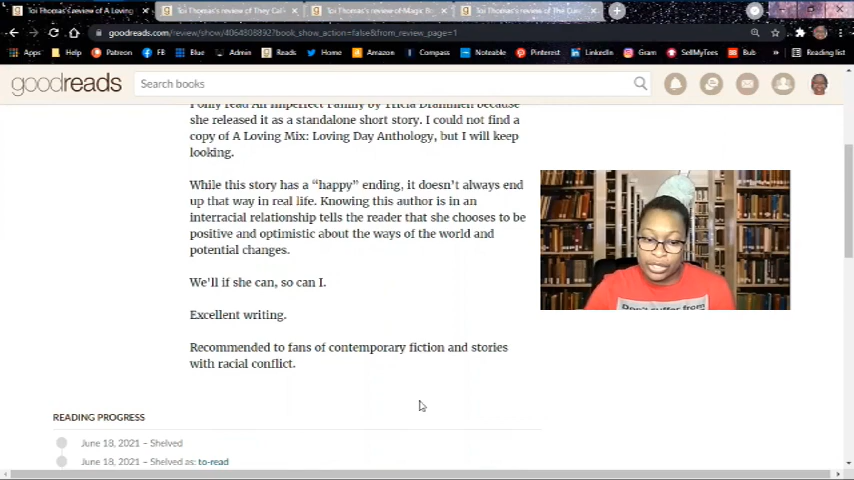 Toi Thomas's review of A Loving
Toi Thomas's review of They Cal
Toi Thomas's review of Magic B
Toi Thomas's review of The
goodreads.com/review/show/4064808892?book_show_action=false&from_review_page=1
Apps Help Patreon FB Blue Admin Reads Home Amazon Compass Noteable Pinterest LinkedIn Gram SellMyTees Bub Reading list
goodreads Search books
I only read An Imperfect Family by Tricia Drammeh because
she released it as a standalone short story. I could not find a
copy of A Loving Mix: Loving Day Anthology, but I will keep
looking.
While this story has a “happy” ending, it doesn’t always end
up that way in real life. Knowing this author is in an
interracial relationship tells the reader that she chooses to be
positive and optimistic about the ways of the world and
potential changes.
We’ll if she can, so can I.
Excellent writing.
Recommended to fans of contemporary fiction and stories
with racial conflict.
Don't suffer from
READING PROGRESS
June 18, 2021 – Shelved
June 18, 2021 – Shelved as: to-read